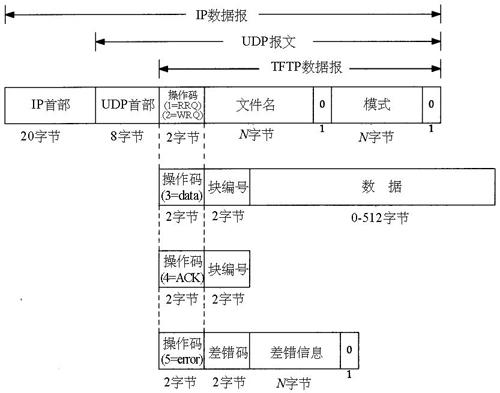 IP数据报
UDP报文
TFTP数据报
IP首部 UDP首部 操作码 (1=RRQ) (2=WRQ) 文件名 0 模式 0
20字节 8字节 2字节 N字节 1 N字节 1
操作码 (3=data) 块编号 数 据
2字节 2字节 0-512字节
操作码 (4=ACK) 块编号
2字节 2字节
操作码 (5=error) 差错码 差错信息 0
2字节 2字节 N字节 1